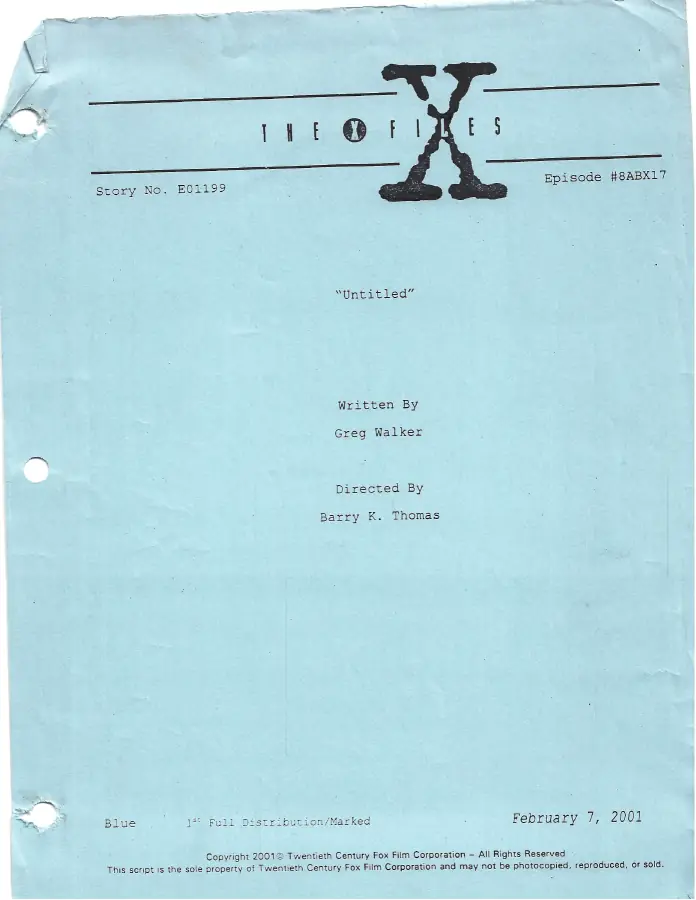 THE X FILES
Story No. E01199
Episode #8ABX17
"Untitled"
Written By
Greg Walker
Directed By
Barry K. Thomas
Blue 1st Full Distribution/Marked February 7, 2001
Copyright 2001© Twentieth Century Fox Film Corporation – All Rights Reserved
This script is the sole property of Twentieth Century Fox Film Corporation and may not be photocopied, reproduced, or sold.